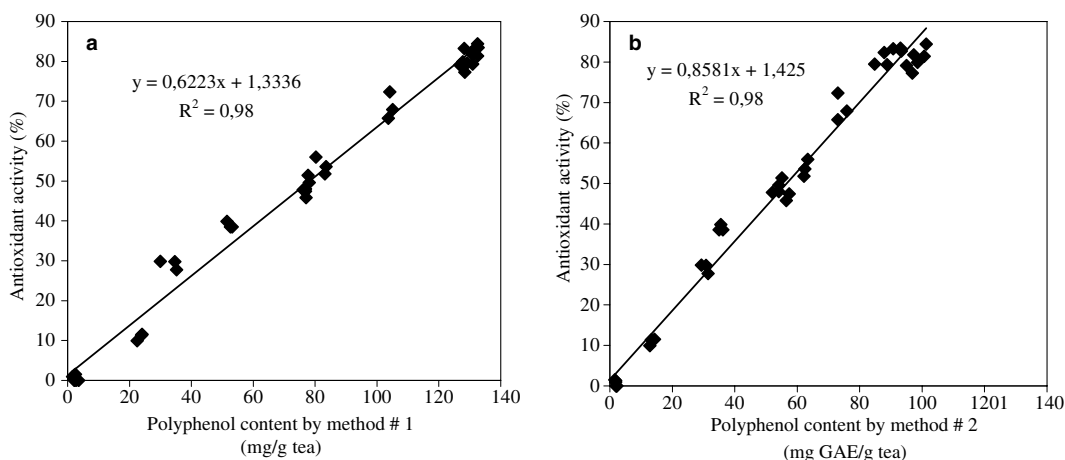 a
y = 0,6223x + 1,3336
R² = 0,98
Antioxidant activity (%)
90
80
70
60
50
40
30
20
10
0
0 20 40 60 80 100 120 140
Polyphenol content by method # 1
(mg/g tea)
b
y = 0,8581x + 1,425
R² = 0,98
Antioxidant activity (%)
90
80
70
60
50
40
30
20
10
0
0 20 40 60 80 100 1201 140
Polyphenol content by method # 2
(mg GAE/g tea)